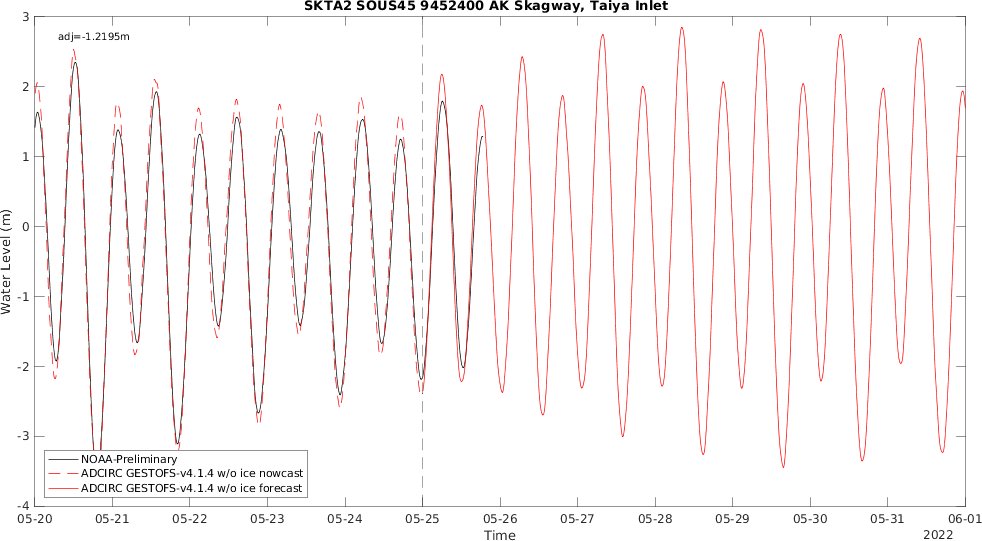 SKTA2 SOUS45 9452400 AK Skagway, Taiya Inlet
adj=-1.2195m
3
2
1
0
-1
-2
-3
-4
Water Level (m)
NOAA-Preliminary
ADCIRC GESTOFS-v4.1.4 w/o ice nowcast
ADCIRC GESTOFS-v4.1.4 w/o ice forecast
05-20 05-21 05-22 05-23 05-24 05-25 05-26 05-27 05-28 05-29 05-30 05-31 06-01
Time
2022